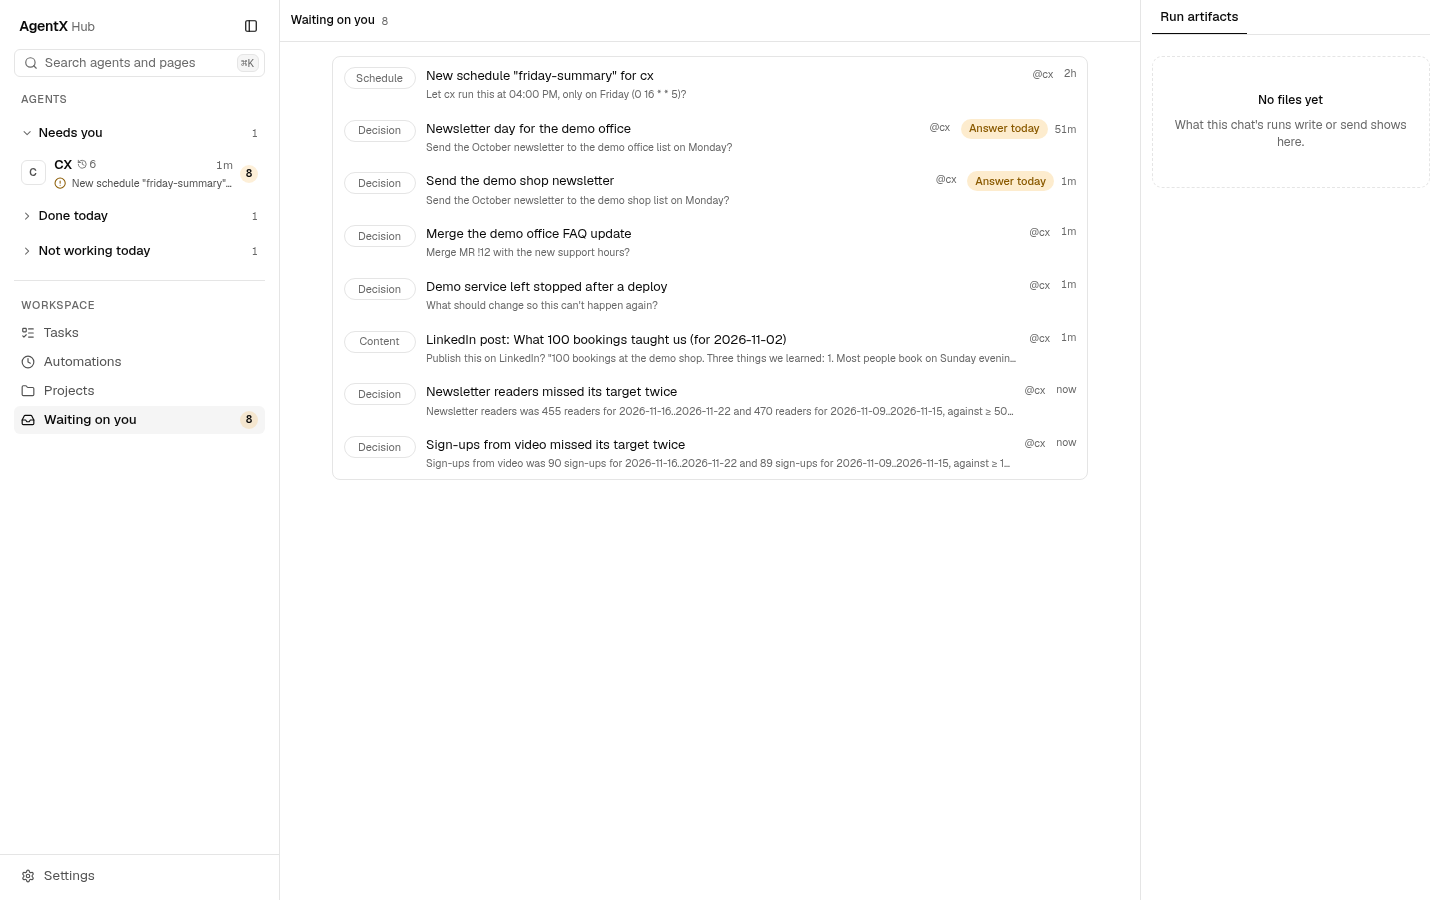 AgentX Hub
Search agents and pages
⌘K
AGENTS
Needs you
1
C
CX
6
1m
New schedule "friday-summary"...
8
Done today
1
Not working today
1
WORKSPACE
Tasks
Automations
Projects
Waiting on you
8
Settings
Waiting on you 8
Schedule
New schedule "friday-summary" for cx
@cx
2h
Let cx run this at 04:00 PM, only on Friday (0 16 * * 5)?
Decision
Newsletter day for the demo office
@cx
Answer today
51m
Send the October newsletter to the demo office list on Monday?
Decision
Send the demo shop newsletter
@cx
Answer today
1m
Send the October newsletter to the demo shop list on Monday?
Decision
Merge the demo office FAQ update
@cx
1m
Merge MR !12 with the new support hours?
Decision
Demo service left stopped after a deploy
@cx
1m
What should change so this can't happen again?
Content
LinkedIn post: What 100 bookings taught us (for 2026-11-02)
@cx
1m
Publish this on LinkedIn? "100 bookings at the demo shop. Three things we learned: 1. Most people book on Sunday evenin...
Decision
Newsletter readers missed its target twice
@cx
now
Newsletter readers was 455 readers for 2026-11-16..2026-11-22 and 470 readers for 2026-11-09..2026-11-15, against ≥ 50...
Decision
Sign-ups from video missed its target twice
@cx
now
Sign-ups from video was 90 sign-ups for 2026-11-16..2026-11-22 and 89 sign-ups for 2026-11-09..2026-11-15, against ≥ 1...
Run artifacts
No files yet
What this chat's runs write or send shows
here.